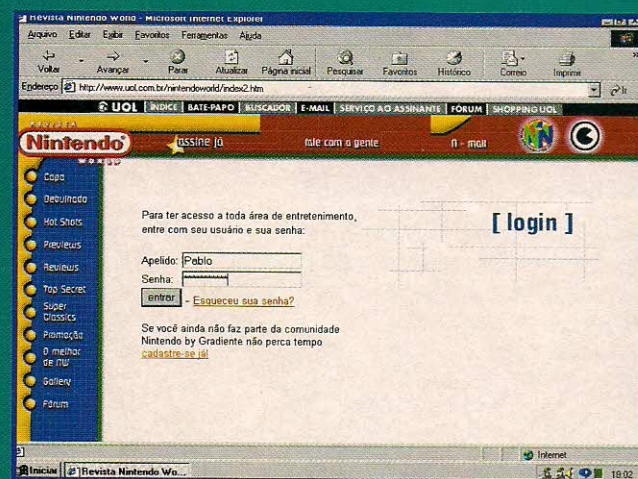 Revista Nintendo World - Microsoft Internet Explorer
Arquivo Editar Exibir Favoritos Ferramentas Ajuda
Voltar Avançar Parar Atualizar Página inicial Pesquisar Favoritos Histórico Correio Imprimir
Endereço http://www.uol.com.br/nintendoworld/index2.htm Ir
UOL ÍNDICE BATE-PAPO BUSCADOR E-MAIL SERVIÇO AO ASSINANTE FÓRUM SHOPPING UOL
REVISTA
Nintendo
WORLD
assine já fale com a gente n - mail
Capa
Debulhado
Hot Shots
Previews
Reviews
Top Secret
Super
Classics
Promoção
O melhor
de NW
Gallery
Fórum
Para ter acesso a toda área de entretenimento,
entre com seu usuário e sua senha:
[ login ]
Apelido: Pablo
Senha: **********
entrar - Esqueceu sua senha?
Se você ainda não faz parte da comunidade
Nintendo by Gradiente não perca tempo
cadastre-se já!
Internet
Iniciar Revista Nintendo Wo... 18:02